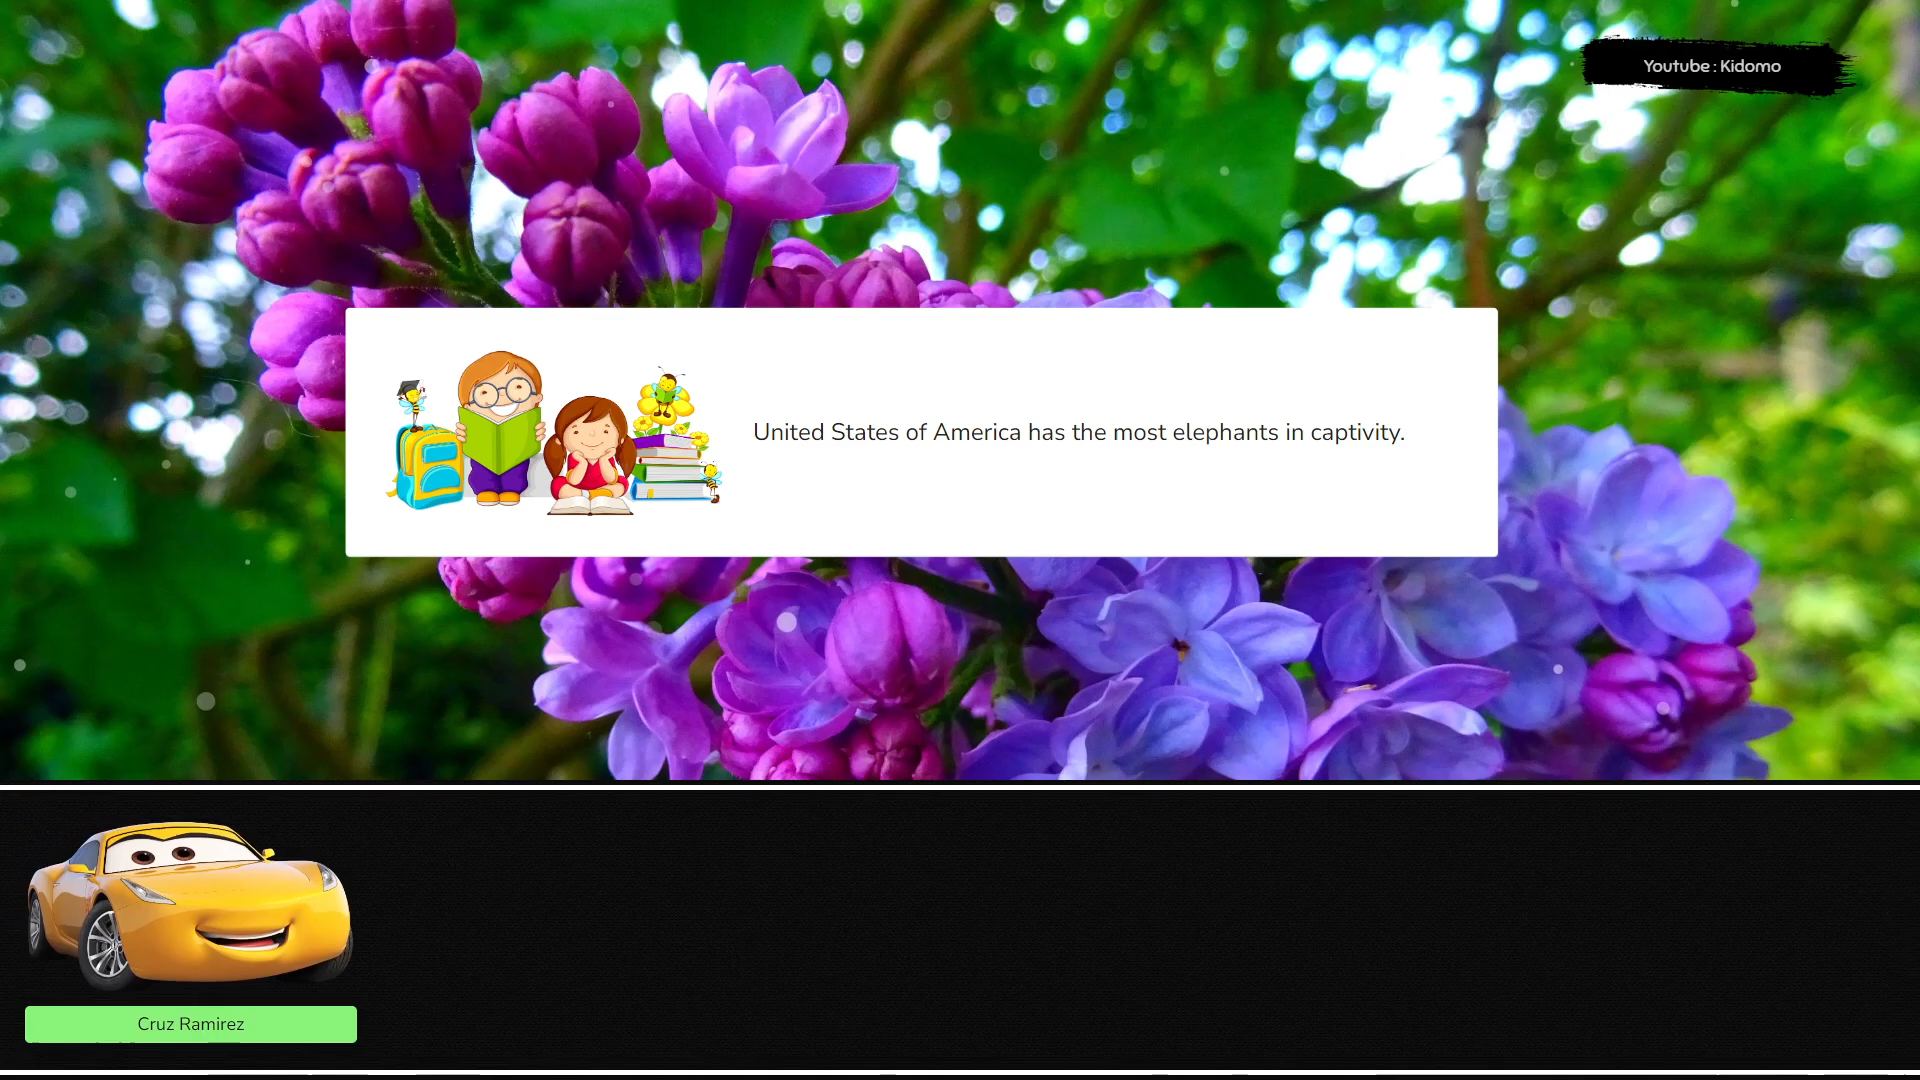 Youtube : Kidomo
United States of America has the most elephants in captivity.
Cruz Ramirez